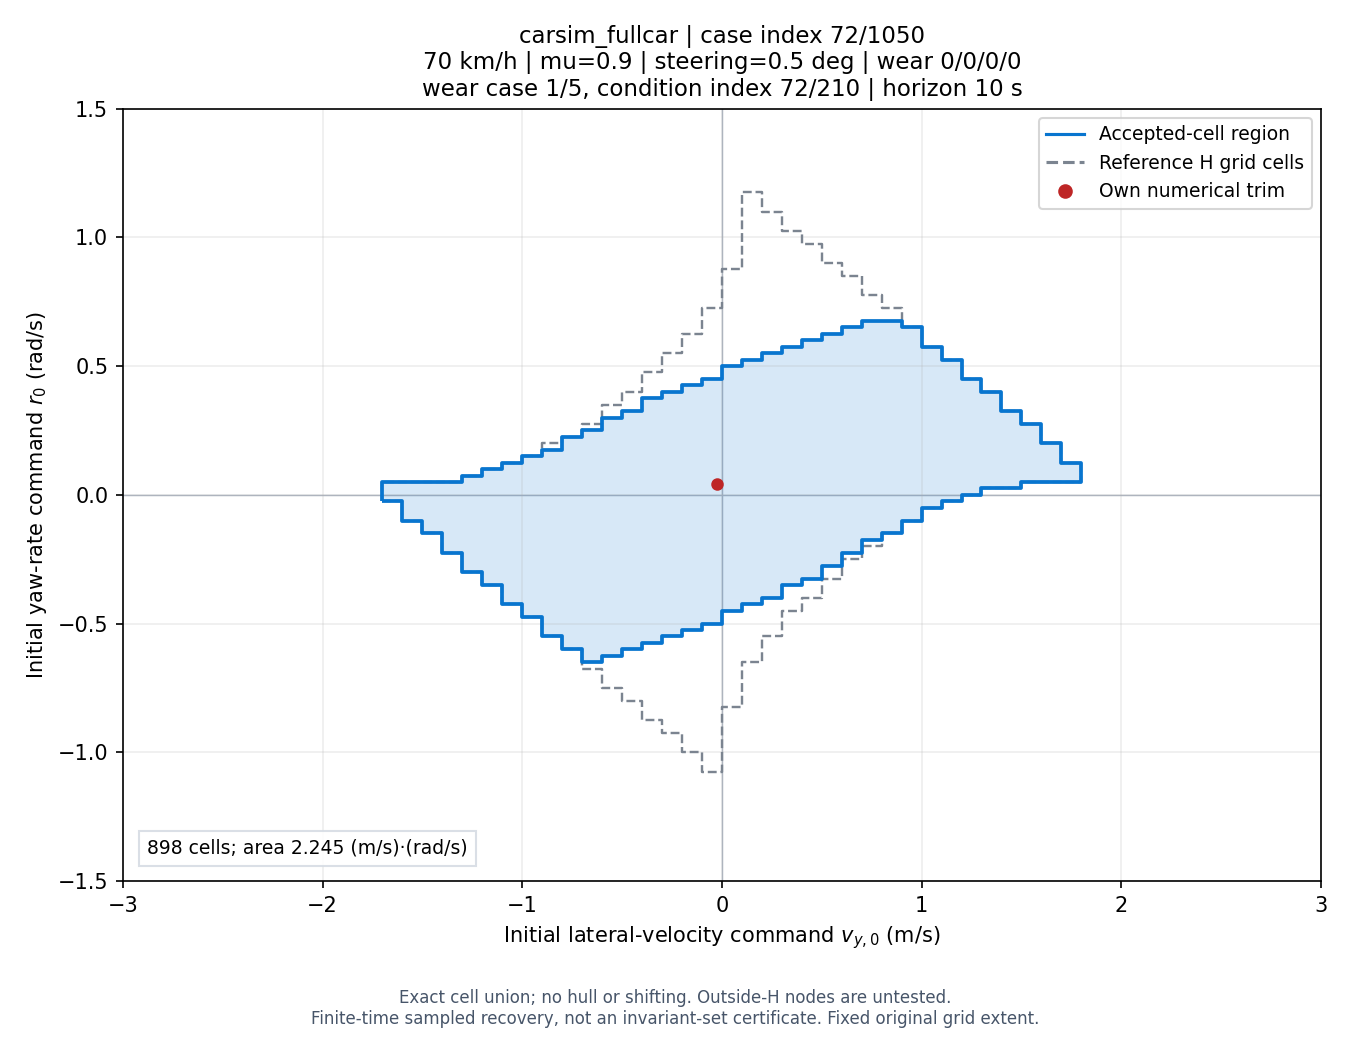 carsim_fullcar | case index 72/1050
70 km/h | mu=0.9 | steering=0.5 deg | wear 0/0/0/0
wear case 1/5, condition index 72/210 | horizon 10 s
Accepted-cell region
Reference H grid cells
Own numerical trim
1.5
1.0
0.5
0.0
−0.5
−1.0
−1.5
Initial yaw-rate command r₀ (rad/s)
898 cells; area 2.245 (m/s)·(rad/s)
−3
−2
−1
0
1
2
3
Initial lateral-velocity command v_{y,0} (m/s)
Exact cell union; no hull or shifting. Outside-H nodes are untested.
Finite-time sampled recovery, not an invariant-set certificate. Fixed original grid extent.